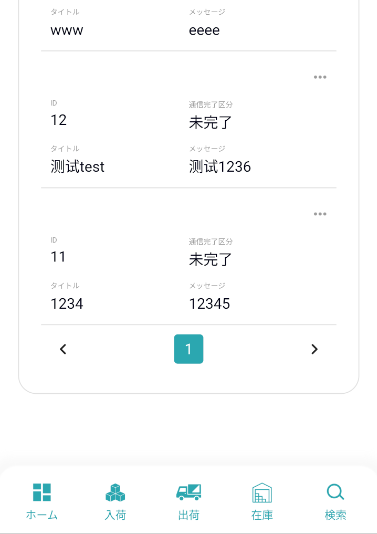 タイトル メッセージ
www eeee
ID 通信完了区分
12 未完了
タイトル メッセージ
测试test 测试1236
ID 通信完了区分
11 未完了
タイトル メッセージ
1234 12345
1
ホーム 入荷 出荷 在庫 検索